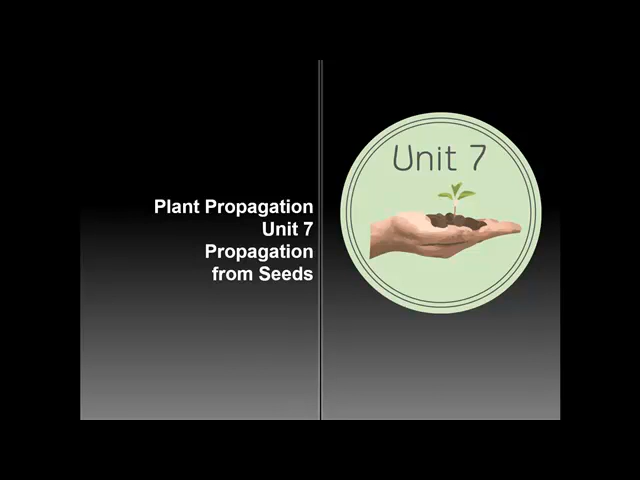 Plant Propagation
Unit 7
Propagation
from Seeds
Unit 7